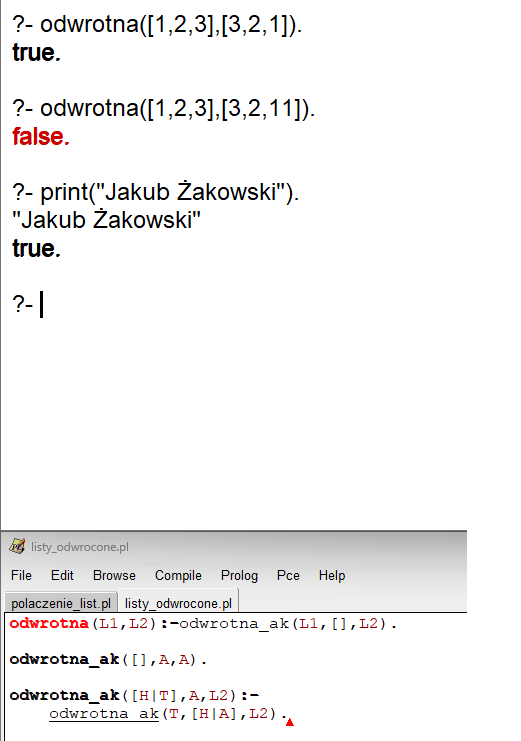 ?- odwrotna([1,2,3],[3,2,1]).
true.
?- odwrotna([1,2,3],[3,2,11]).
false.
?- print("Jakub Żakowski").
"Jakub Żakowski"
true.
?-
listy_odwrocone.pl
File Edit Browse Compile Prolog Pce Help
polaczenie_list.pl listy_odwrocone.pl
odwrotna(L1,L2):-odwrotna_ak(L1,[],L2).
odwrotna_ak([],A,A).
odwrotna_ak([H|T],A,L2):-
odwrotna_ak(T,[H|A],L2).